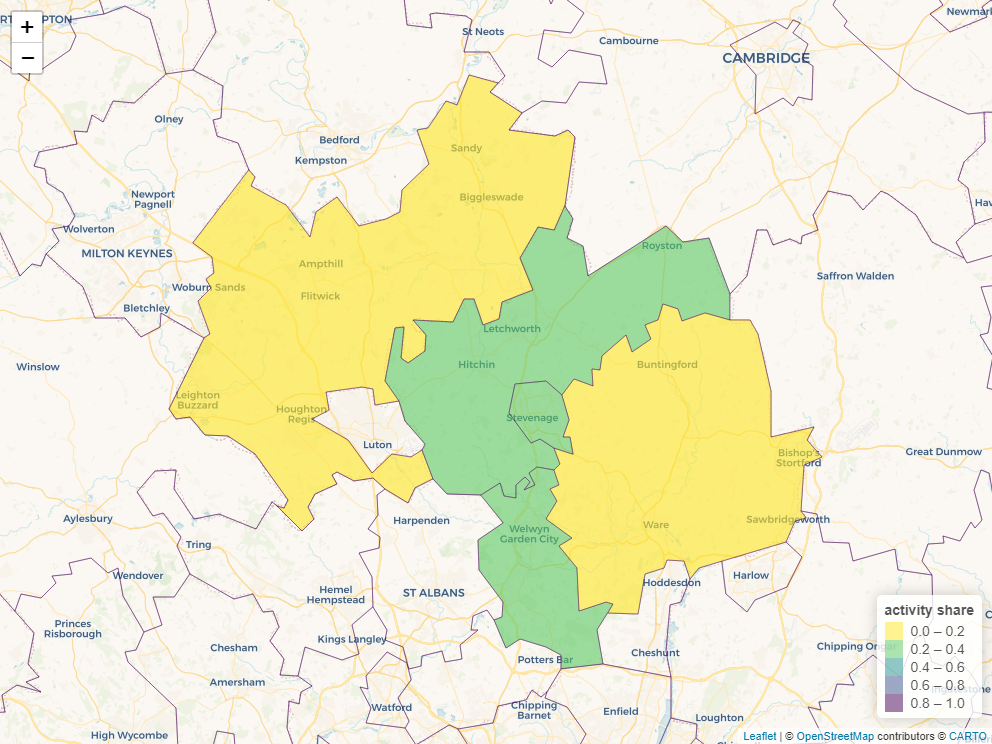 +
−
St Neots
Cambourne
CAMBRIDGE
Olney
Bedford
Kempston
Sandy
Newport
Pagnell
Biggleswade
Wolverton
MILTON KEYNES
Royston
Ampthill
Saffron Walden
Woburn Sands
Flitwick
Bletchley
Letchworth
Winslow
Hitchin
Buntingford
Leighton
Buzzard
Houghton
Regis
Stevenage
Luton
Bishop's
Stortford
Great Dunmow
Aylesbury
Harpenden
Ware
Sawbridgeworth
Welwyn
Garden City
Tring
Wendover
Harlow
Hoddesdon
Hemel
Hempstead
ST ALBANS
Princes
Risborough
Kings Langley
Chesham
Cheshunt
Potters Bar
Amersham
Watford
Chipping
Barnet
Enfield
Loughton
High Wycombe
activity share
0.0 – 0.2
0.2 – 0.4
0.4 – 0.6
0.6 – 0.8
0.8 – 1.0
Leaflet | © OpenStreetMap contributors © CARTO